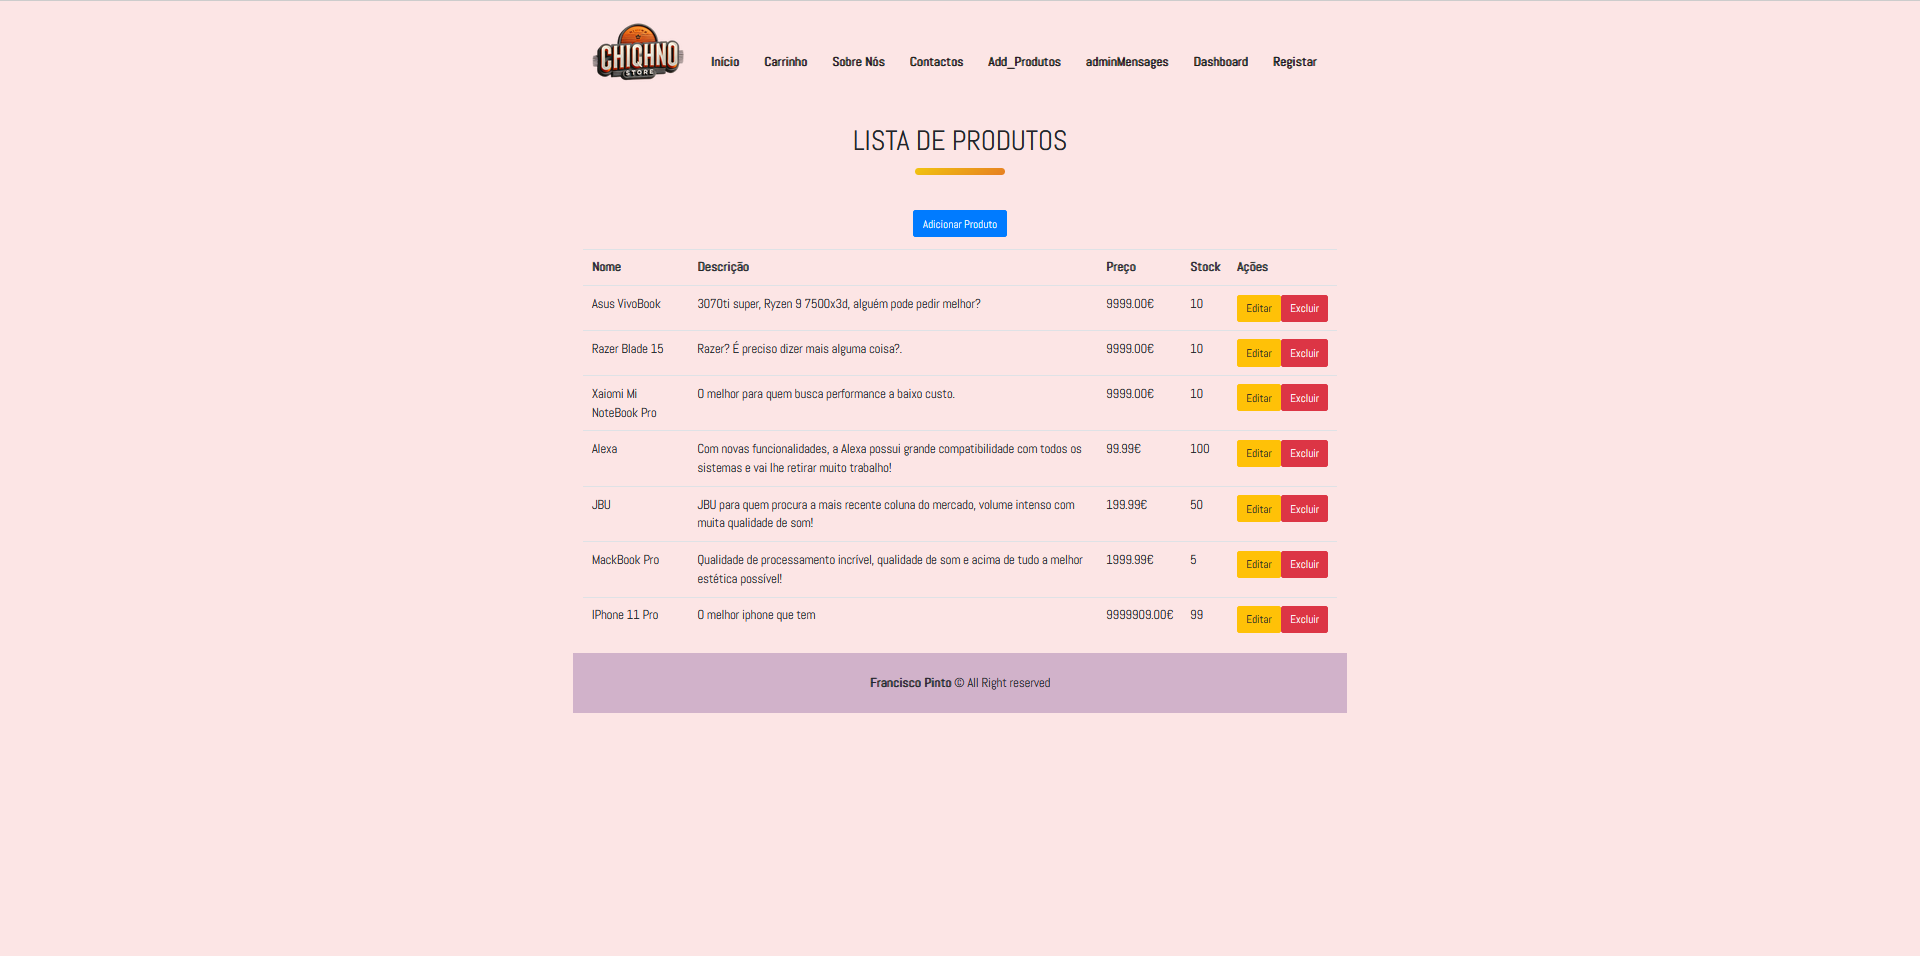 CHIQHNO
STORE
Início Carrinho Sobre Nós Contactos Add_Produtos adminMensages Dashboard Registar
LISTA DE PRODUTOS
Adicionar Produto
Nome Descrição Preço Stock Ações
Asus VivoBook 3070ti super, Ryzen 9 7500x3d, alguém pode pedir melhor? 9999.00€ 10 Editar Excluir
Razer Blade 15 Razer? É preciso dizer mais alguma coisa?. 9999.00€ 10 Editar Excluir
Xaiomi Mi O melhor para quem busca performance a baixo custo. 9999.00€ 10 Editar Excluir
NoteBook Pro
Alexa Com novas funcionalidades, a Alexa possui grande compatibilidade com todos os 99.99€ 100 Editar Excluir
sistemas e vai lhe retirar muito trabalho!
JBU JBU para quem procura a mais recente coluna do mercado, volume intenso com 199.99€ 50 Editar Excluir
muita qualidade de som!
MackBook Pro Qualidade de processamento incrível, qualidade de som e acima de tudo a melhor 1999.99€ 5 Editar Excluir
estética possível!
IPhone 11 Pro O melhor iphone que tem 9999909.00€ 99 Editar Excluir
Francisco Pinto © All Right reserved